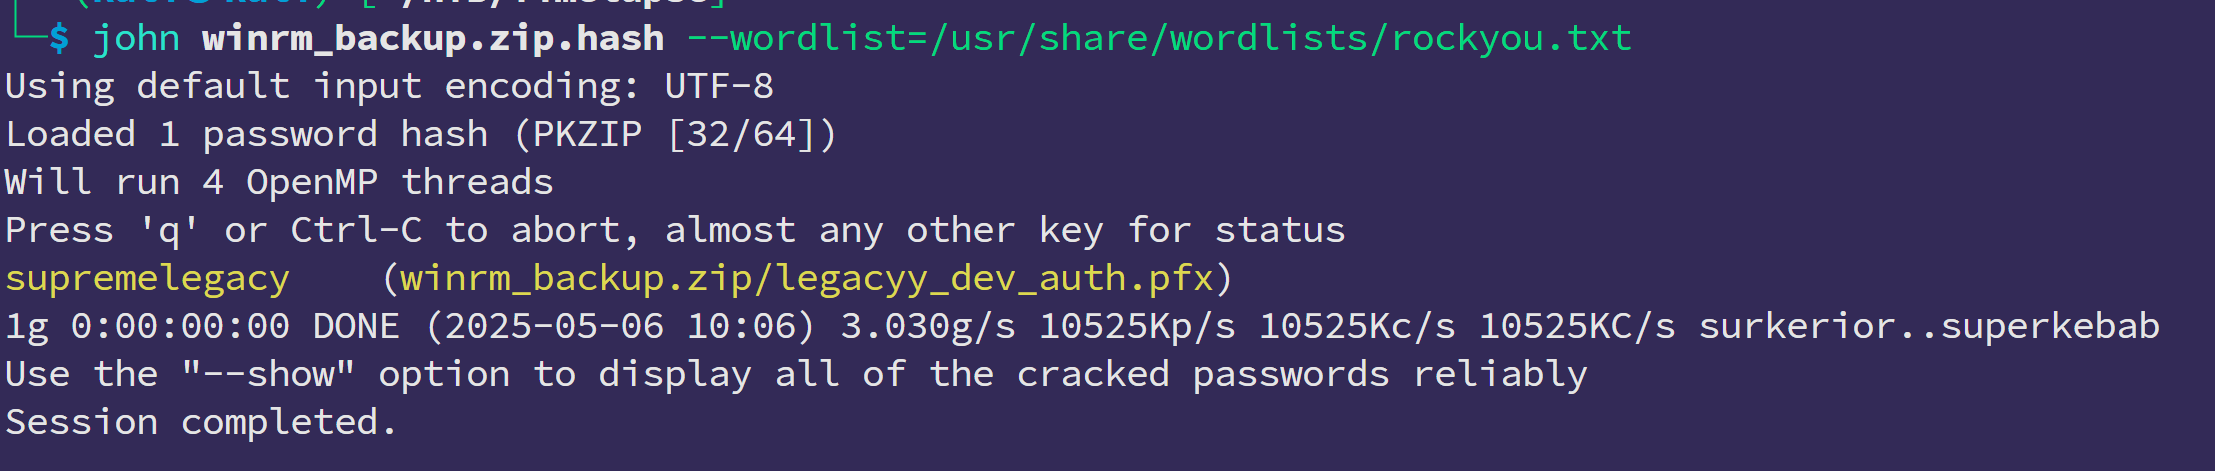 └─$ john winrm_backup.zip.hash --wordlist=/usr/share/wordlists/rockyou.txt
Using default input encoding: UTF-8
Loaded 1 password hash (PKZIP [32/64])
Will run 4 OpenMP threads
Press 'q' or Ctrl-C to abort, almost any other key for status
supremelegacy    (winrm_backup.zip/legacyy_dev_auth.pfx)
1g 0:00:00:00 DONE (2025-05-06 10:06) 3.030g/s 10525Kp/s 10525Kc/s 10525KC/s surkerior..superkebab
Use the "--show" option to display all of the cracked passwords reliably
Session completed.